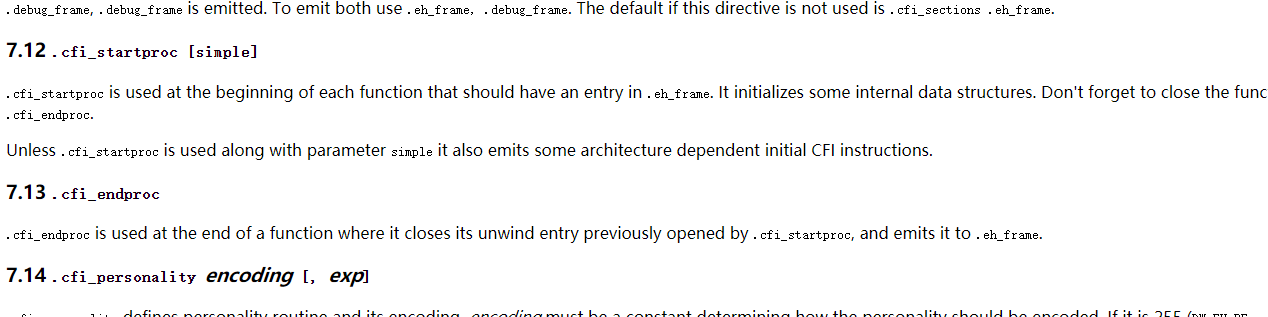 .debug_frame, .debug_frame is emitted. To emit both use .eh_frame, .debug_frame. The default if this directive is not used is .cfi_sections .eh_frame.
7.12 .cfi_startproc [simple]
.cfi_startproc is used at the beginning of each function that should have an entry in .eh_frame. It initializes some internal data structures. Don't forget to close the func
.cfi_endproc.
Unless .cfi_startproc is used along with parameter simple it also emits some architecture dependent initial CFI instructions.
7.13 .cfi_endproc
.cfi_endproc is used at the end of a function where it closes its unwind entry previously opened by .cfi_startproc, and emits it to .eh_frame.
7.14 .cfi_personality encoding [, exp]
defines personality routine and its encoding. encoding must be a constant determining how the personality should be encoded. If it is 255